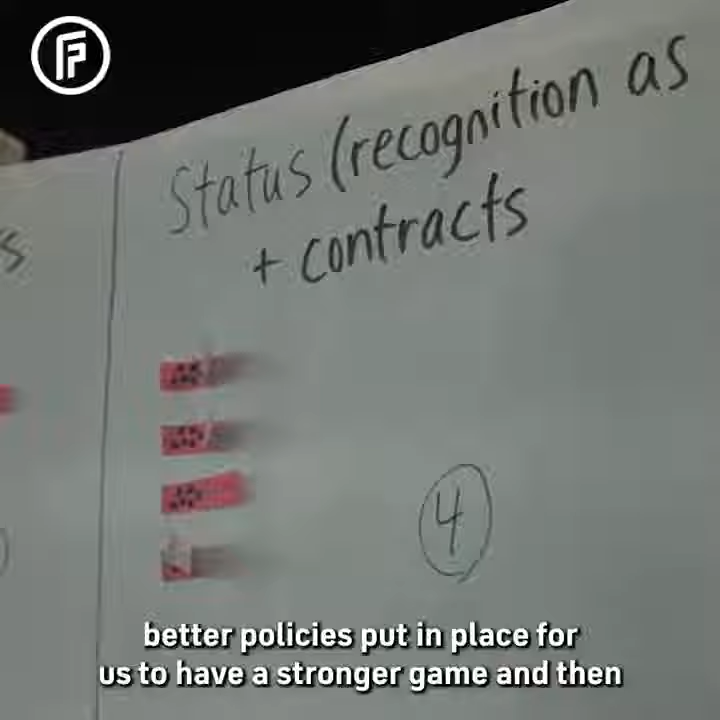 Status (recognition as
+ contracts
s
4
better policies put in place for
us to have a stronger game and then